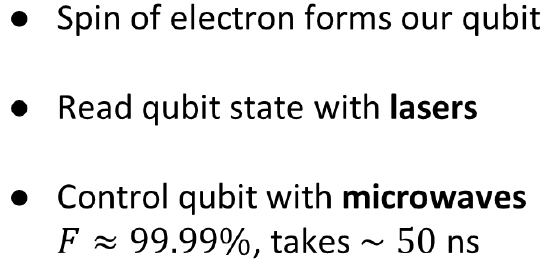 ● Spin of electron forms our qubit
● Read qubit state with lasers
● Control qubit with microwaves
F ≈ 99.99%, takes ~ 50 ns